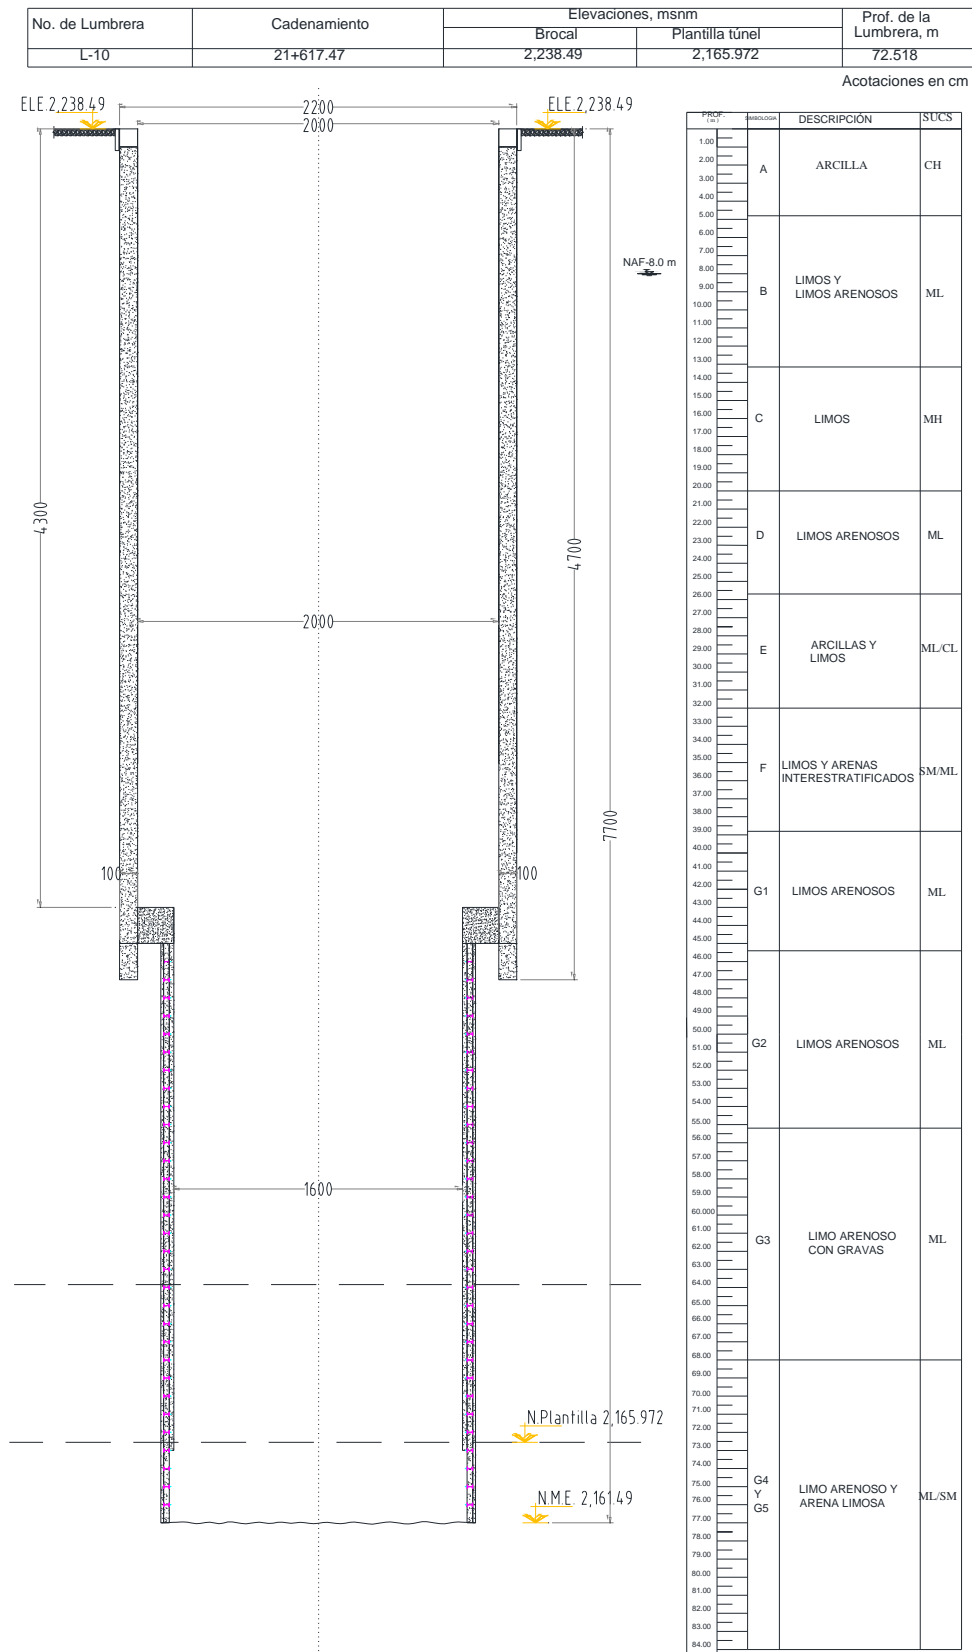 No. de Lumbrera
Cadenamiento
Elevaciones, msnm
Brocal
Plantilla túnel
Prof. de la
Lumbrera, m
L-10
21+617.47
2,238.49
2,165.972
72.518
Acotaciones en cm
ELE.2,238.49
2200
2000
ELE.2,238.49
4300
2000
4700
7700
100
100
1600
N.Plantilla 2,165.972
N.M.E. 2,161.49
NAF-8.0 m
PROF.
SIMBOLOGIA
DESCRIPCIÓN
SUCS
1.00
2.00
3.00
4.00
5.00
6.00
7.00
8.00
9.00
10.00
11.00
12.00
13.00
14.00
15.00
16.00
17.00
18.00
19.00
20.00
21.00
22.00
23.00
24.00
25.00
26.00
27.00
28.00
29.00
30.00
31.00
32.00
33.00
34.00
35.00
36.00
37.00
38.00
39.00
40.00
41.00
42.00
43.00
44.00
45.00
46.00
47.00
48.00
49.00
50.00
51.00
52.00
53.00
54.00
55.00
56.00
57.00
58.00
59.00
60.000
61.00
62.00
63.00
64.00
65.00
66.00
67.00
68.00
69.00
70.00
71.00
72.00
73.00
74.00
75.00
76.00
77.00
78.00
79.00
80.00
81.00
82.00
83.00
84.00
A
ARCILLA
CH
B
LIMOS Y
LIMOS ARENOSOS
ML
C
LIMOS
MH
D
LIMOS ARENOSOS
ML
E
ARCILLAS Y
LIMOS
ML/CL
F
LIMOS Y ARENAS
INTERESTRATIFICADOS
SM/ML
G1
LIMOS ARENOSOS
ML
G2
LIMOS ARENOSOS
ML
G3
LIMO ARENOSO
CON GRAVAS
ML
G4
Y
G5
LIMO ARENOSO Y
ARENA LIMOSA
ML/SM